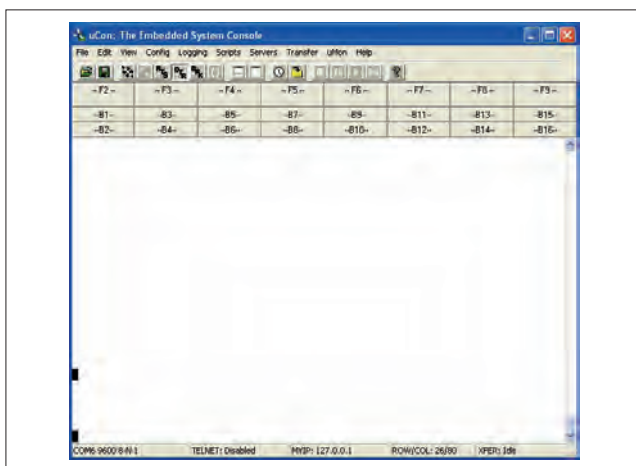 uCon: The Embedded System Console
File Edit View Config Logging Scripts Servers Transfer uMon Help
-F2- -F3- -F4- -F5- -F6- -F7- -F8- -F9-
-B1- -B3- -B5- -B7- -B9- -B11- -B13- -B15-
-B2- -B4- -B6- -B8- -B10- -B12- -B14- -B16-
COM6 9600 8-N-1 TELNET: Disabled MYIP: 127.0.0.1 ROW/COL: 26/80 XFER: Idle